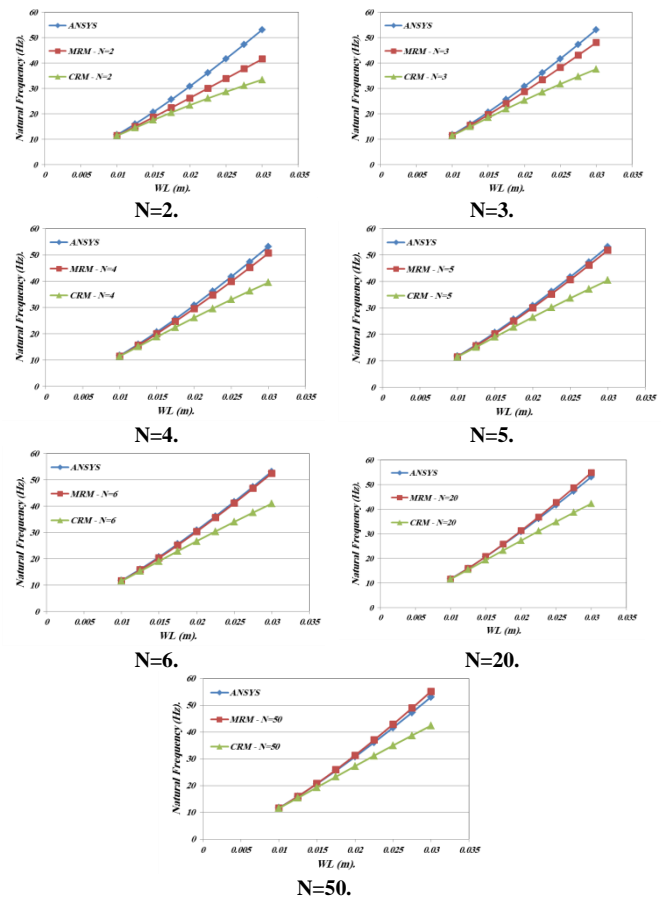 Natural Frequency (Hz).
60
50
40
30
20
10
0
ANSYS
MRM - N=2
CRM - N=2
0 0.005 0.01 0.015 0.02 0.025 0.03 0.035
WL (m).
N=2.
Natural Frequency (Hz).
60
50
40
30
20
10
0
ANSYS
MRM - N=3
CRM - N=3
0 0.005 0.01 0.015 0.02 0.025 0.03 0.035
WL (m).
N=3.
Natural Frequency (Hz).
60
50
40
30
20
10
0
ANSYS
MRM - N=4
CRM - N=4
0 0.005 0.01 0.015 0.02 0.025 0.03 0.035
WL (m).
N=4.
Natural Frequency (Hz).
60
50
40
30
20
10
0
ANSYS
MRM - N=5
CRM - N=5
0 0.005 0.01 0.015 0.02 0.025 0.03 0.035
WL (m).
N=5.
Natural Frequency (Hz).
60
50
40
30
20
10
0
ANSYS
MRM - N=6
CRM - N=6
0 0.005 0.01 0.015 0.02 0.025 0.03 0.035
WL (m).
N=6.
Natural Frequency (Hz).
60
50
40
30
20
10
0
ANSYS
MRM - N=20
CRM - N=20
0 0.005 0.01 0.015 0.02 0.025 0.03 0.035
WL (m).
N=20.
Natural Frequency (Hz).
60
50
40
30
20
10
0
ANSYS
MRM - N=50
CRM - N=50
0 0.005 0.01 0.015 0.02 0.025 0.03 0.035
WL (m).
N=50.